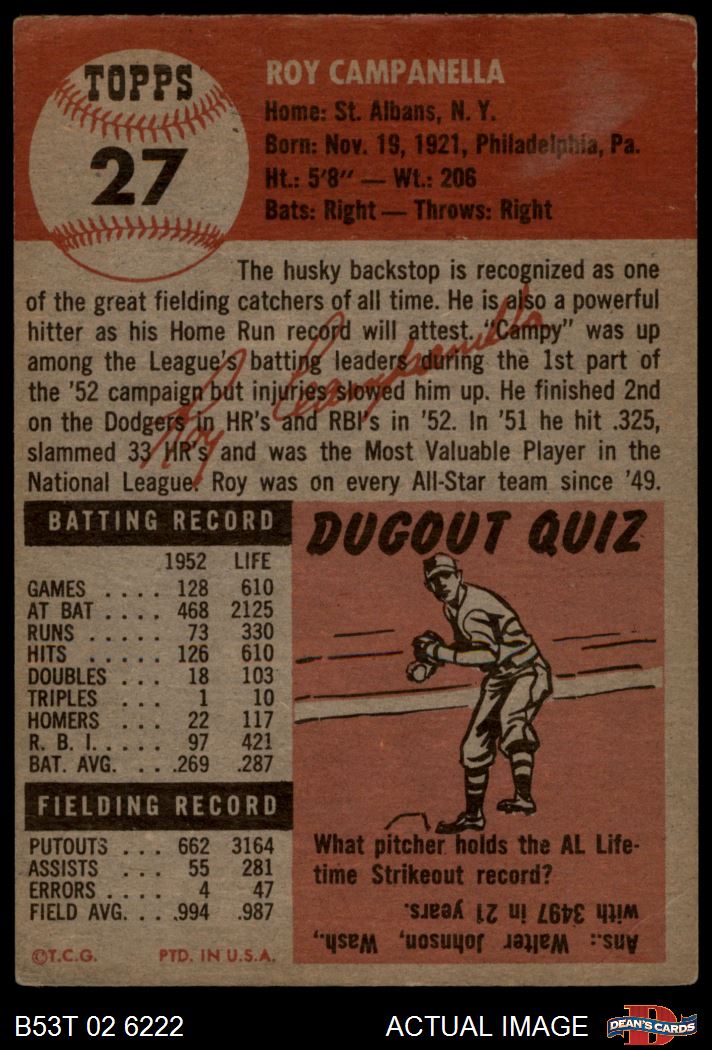 TOPPS
27
ROY CAMPANELLA
Home: St. Albans, N. Y.
Born: Nov. 19, 1921, Philadelphia, Pa.
Ht.: 5'8" — Wt.: 206
Bats: Right — Throws: Right
The husky backstop is recognized as one
of the great fielding catchers of all time. He is also a powerful
hitter as his Home Run record will attest. "Campy" was up
among the League's batting leaders during the 1st part of
the '52 campaign but injuries slowed him up. He finished 2nd
on the Dodgers in HR's and RBI's in '52. In '51 he hit .325,
slammed 33 HR's and was the Most Valuable Player in the
National League. Roy was on every All-Star team since '49.
Roy Campanella
BATTING RECORD
1952 LIFE
GAMES .... 128 610
AT BAT .... 468 2125
RUNS ..... 73 330
HITS ..... 126 610
DOUBLES ... 18 103
TRIPLES ... 1 10
HOMERS ... 22 117
R. B. I. .... 97 421
BAT. AVG. ... .269 .287
FIELDING RECORD
PUTOUTS ... 662 3164
ASSISTS ... 55 281
ERRORS .... 4 47
FIELD AVG. ... .994 .987
©T.C.G. PTD. IN U.S.A.
DUGOUT QUIZ
What pitcher holds the AL Life-
time Strikeout record?
Ans.: Walter Johnson, Wash.,
with 3497 in 21 years.
B53T 02 6222
ACTUAL IMAGE
DEAN'S CARDS